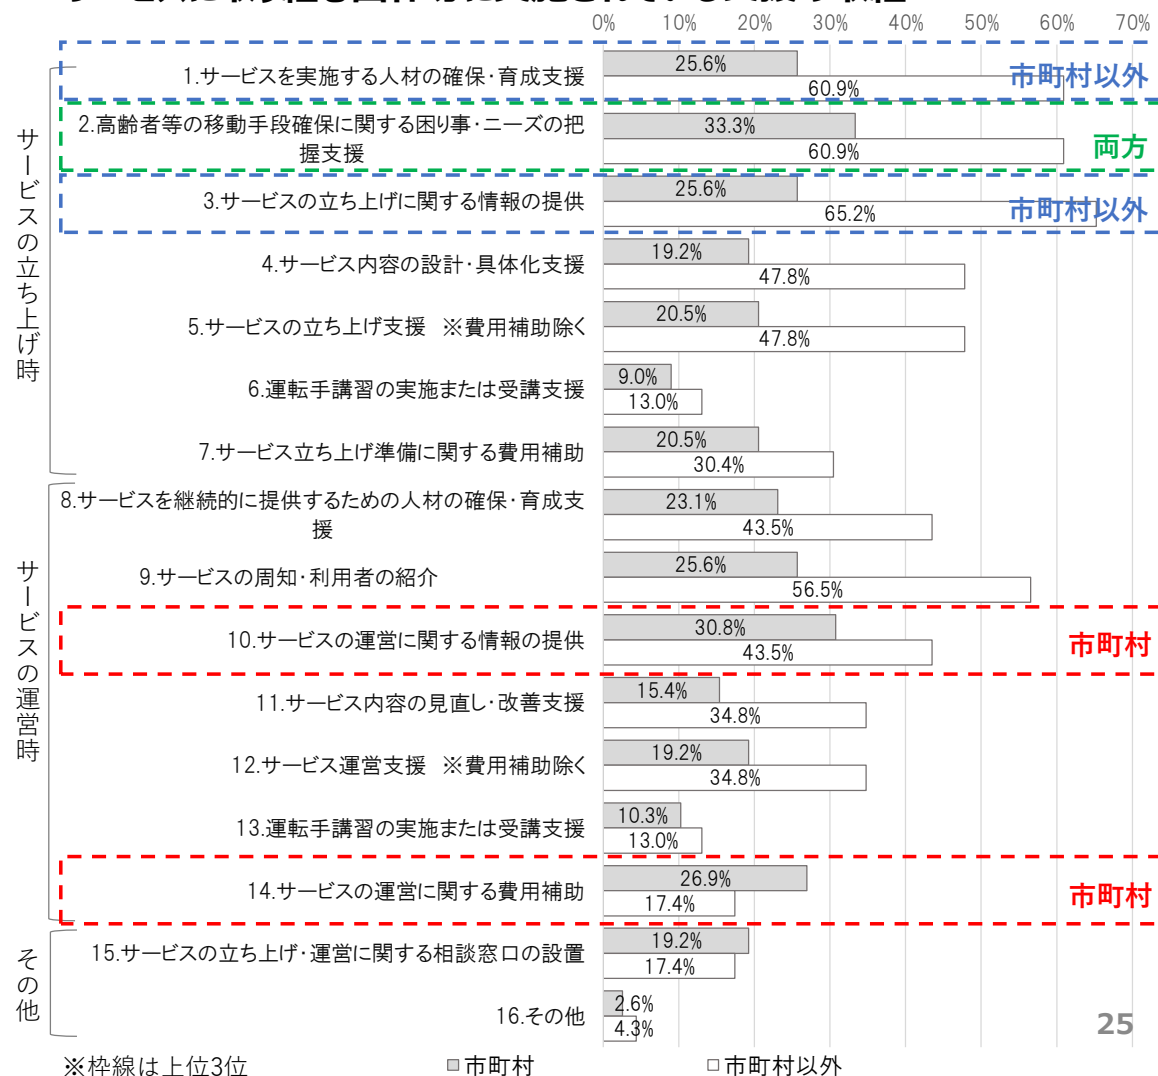 0% 10% 20% 30% 40% 50% 60% 70%
サービスの立ち上げ時
1.サービスを実施する人材の確保・育成支援
25.6%
60.9%
市町村以外
2.高齢者等の移動手段確保に関する困り事・ニーズの把
握支援
33.3%
60.9%
両方
3.サービスの立ち上げに関する情報の提供
25.6%
65.2%
市町村以外
4.サービス内容の設計・具体化支援
19.2%
47.8%
5.サービスの立ち上げ支援 ※費用補助除く
20.5%
47.8%
6.運転手講習の実施または受講支援
9.0%
13.0%
7.サービス立ち上げ準備に関する費用補助
20.5%
30.4%
サービスの運営時
8.サービスを継続的に提供するための人材の確保・育成支
援
23.1%
43.5%
9.サービスの周知・利用者の紹介
25.6%
56.5%
10.サービスの運営に関する情報の提供
30.8%
43.5%
市町村
11.サービス内容の見直し・改善支援
15.4%
34.8%
12.サービス運営支援 ※費用補助除く
19.2%
34.8%
13.運転手講習の実施または受講支援
10.3%
13.0%
14.サービスの運営に関する費用補助
26.9%
17.4%
市町村
その他
15.サービスの立ち上げ・運営に関する相談窓口の設置
19.2%
17.4%
16.その他
2.6%
4.3%
25
※枠線は上位3位
市町村
市町村以外